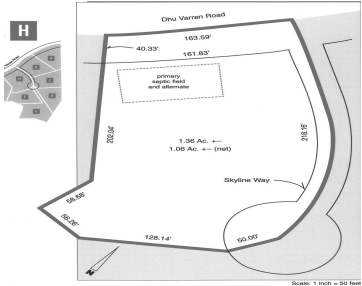 H
Dhu Varren Road
163.59'
40.33'
161.83'
primary
septic field
and alternate
202.04'
218.16'
1.36 Ac. +–
1.06 Ac. +– (net)
Skyline Way
58.56'
56.26'
128.14'
50.00'
N
Scale: 1 inch = 50 feet